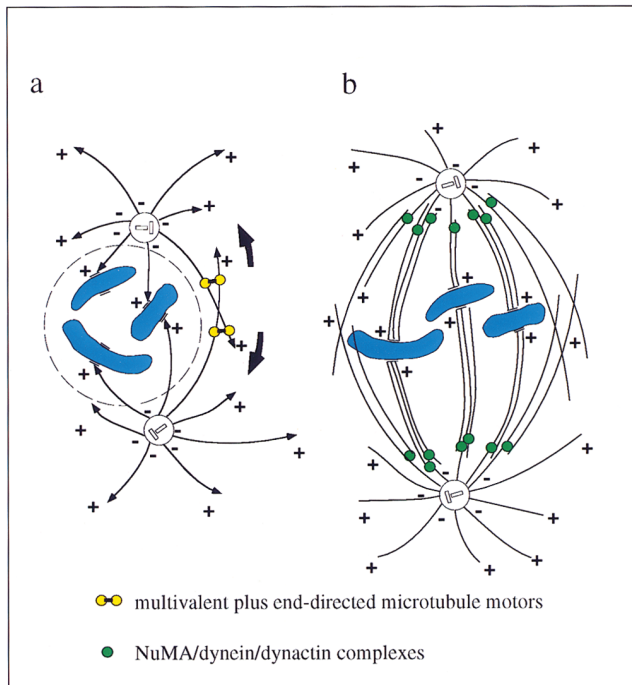 a
b
multivalent plus end-directed microtubule motors
NuMA/dynein/dynactin complexes